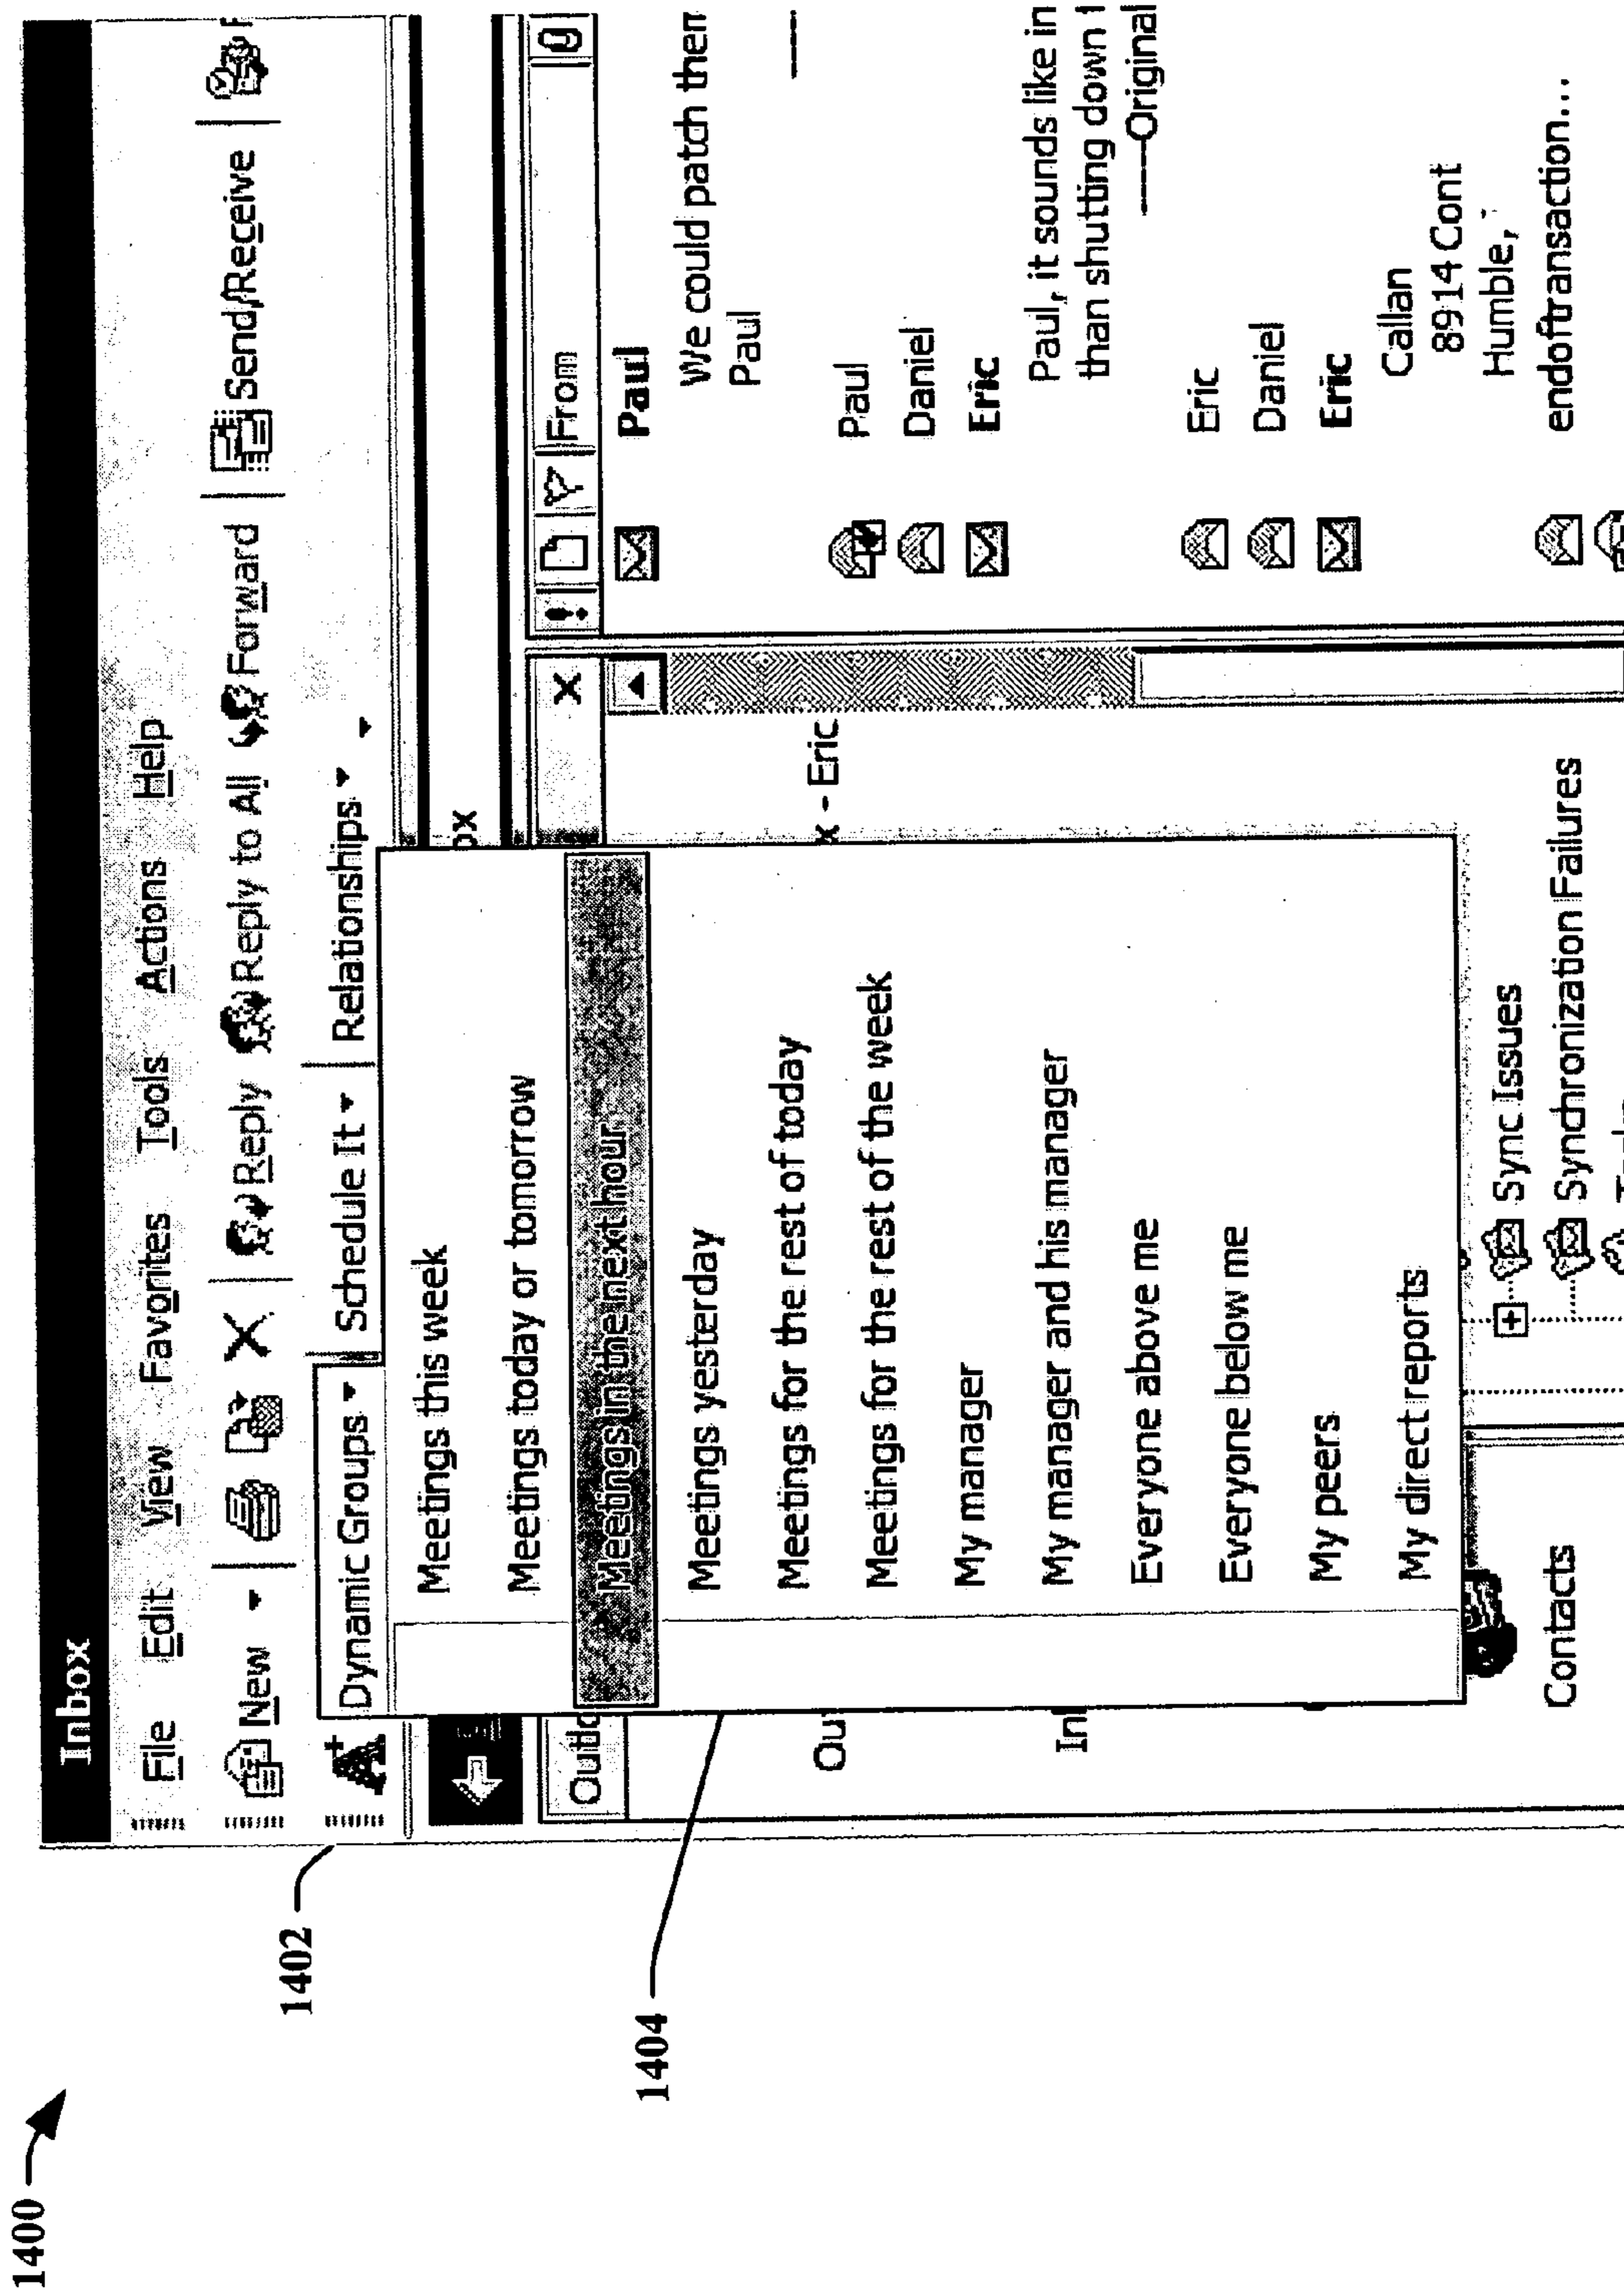 1400
1402
1404
Inbox
File Edit View Favorites Tools Actions Help
New Reply Reply to All Forward Send/Receive
Dynamic Groups Schedule It Relationships
Meetings this week
Meetings today or tomorrow
Meetings in the next hour
Meetings yesterday
Meetings for the rest of today
Meetings for the rest of the week
My manager
My manager and his manager
Everyone above me
Everyone below me
My peers
My direct reports
x - Eric
Contacts
Sync Issues
Synchronization Failures
! From
Paul
We could patch then
Paul
-----
Paul
Daniel
Eric
Paul, it sounds like in
than shutting down
-----Original
Eric
Daniel
Eric
Callan
8914 Cont
Humble,
endoftransaction...